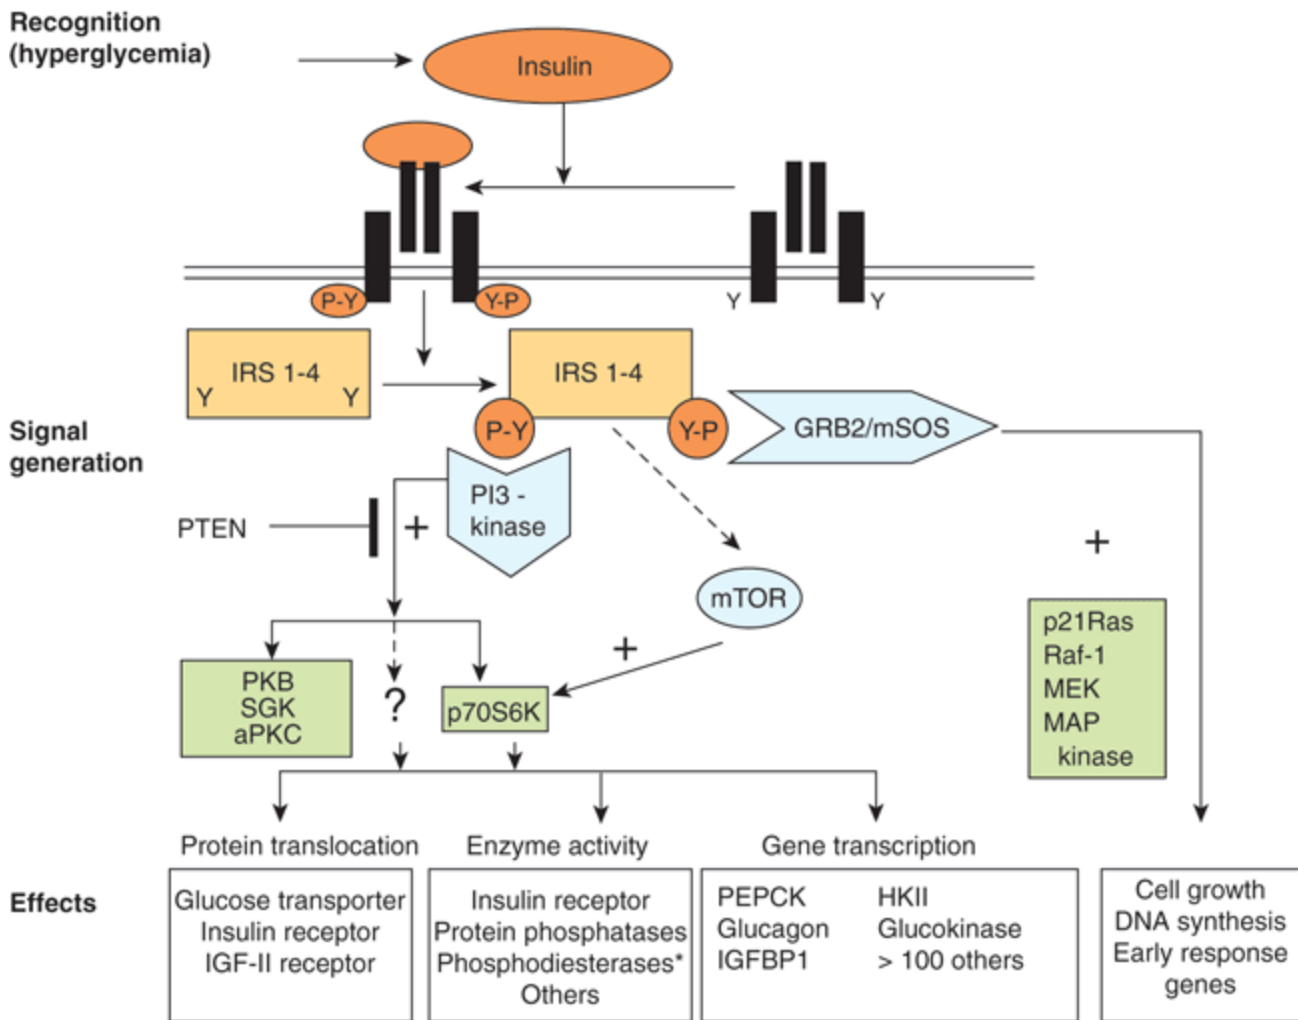 Recognition
(hyperglycemia)
Insulin
P-Y
Y-P
Y
Y
IRS 1-4
Y
Y
IRS 1-4
P-Y
Y-P
GRB2/mSOS
Signal
generation
PI3 -
kinase
PTEN
+
mTOR
+
+
p21Ras
Raf-1
MEK
MAP
kinase
PKB
SGK
aPKC
?
p70S6K
Protein translocation
Enzyme activity
Gene transcription
Effects
Glucose transporter
Insulin receptor
IGF-II receptor
Insulin receptor
Protein phosphatases
Phosphodiesterases*
Others
PEPCK
HKII
Glucagon
Glucokinase
IGFBP1
> 100 others
Cell growth
DNA synthesis
Early response
genes